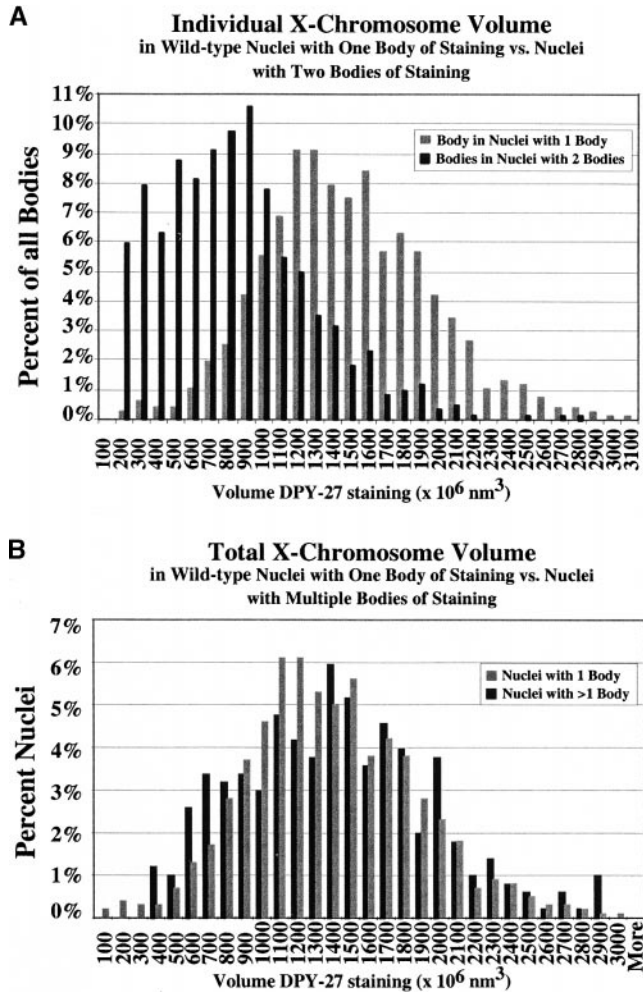 A
Individual X-Chromosome Volume
in Wild-type Nuclei with One Body of Staining vs. Nuclei
with Two Bodies of Staining
Percent of all Bodies
11%
10%
9%
8%
7%
6%
5%
4%
3%
2%
1%
0%
Body in Nuclei with 1 Body
Bodies in Nuclei with 2 Bodies
100 200 300 400 500 600 700 800 900 1000 1100 1200 1300 1400 1500 1600 1700 1800 1900 2000 2100 2200 2300 2400 2500 2600 2700 2800 2900 3000 3100
Volume DPY-27 staining (x 10⁶ nm³)
B
Total X-Chromosome Volume
in Wild-type Nuclei with One Body of Staining vs. Nuclei
with Multiple Bodies of Staining
Percent Nuclei
7%
6%
5%
4%
3%
2%
1%
0%
Nuclei with 1 Body
Nuclei with >1 Body
100 200 300 400 500 600 700 800 900 1000 1100 1200 1300 1400 1500 1600 1700 1800 1900 2000 2100 2200 2300 2400 2500 2600 2700 2800 2900 3000 More
Volume DPY-27 staining (x 10⁶ nm³)